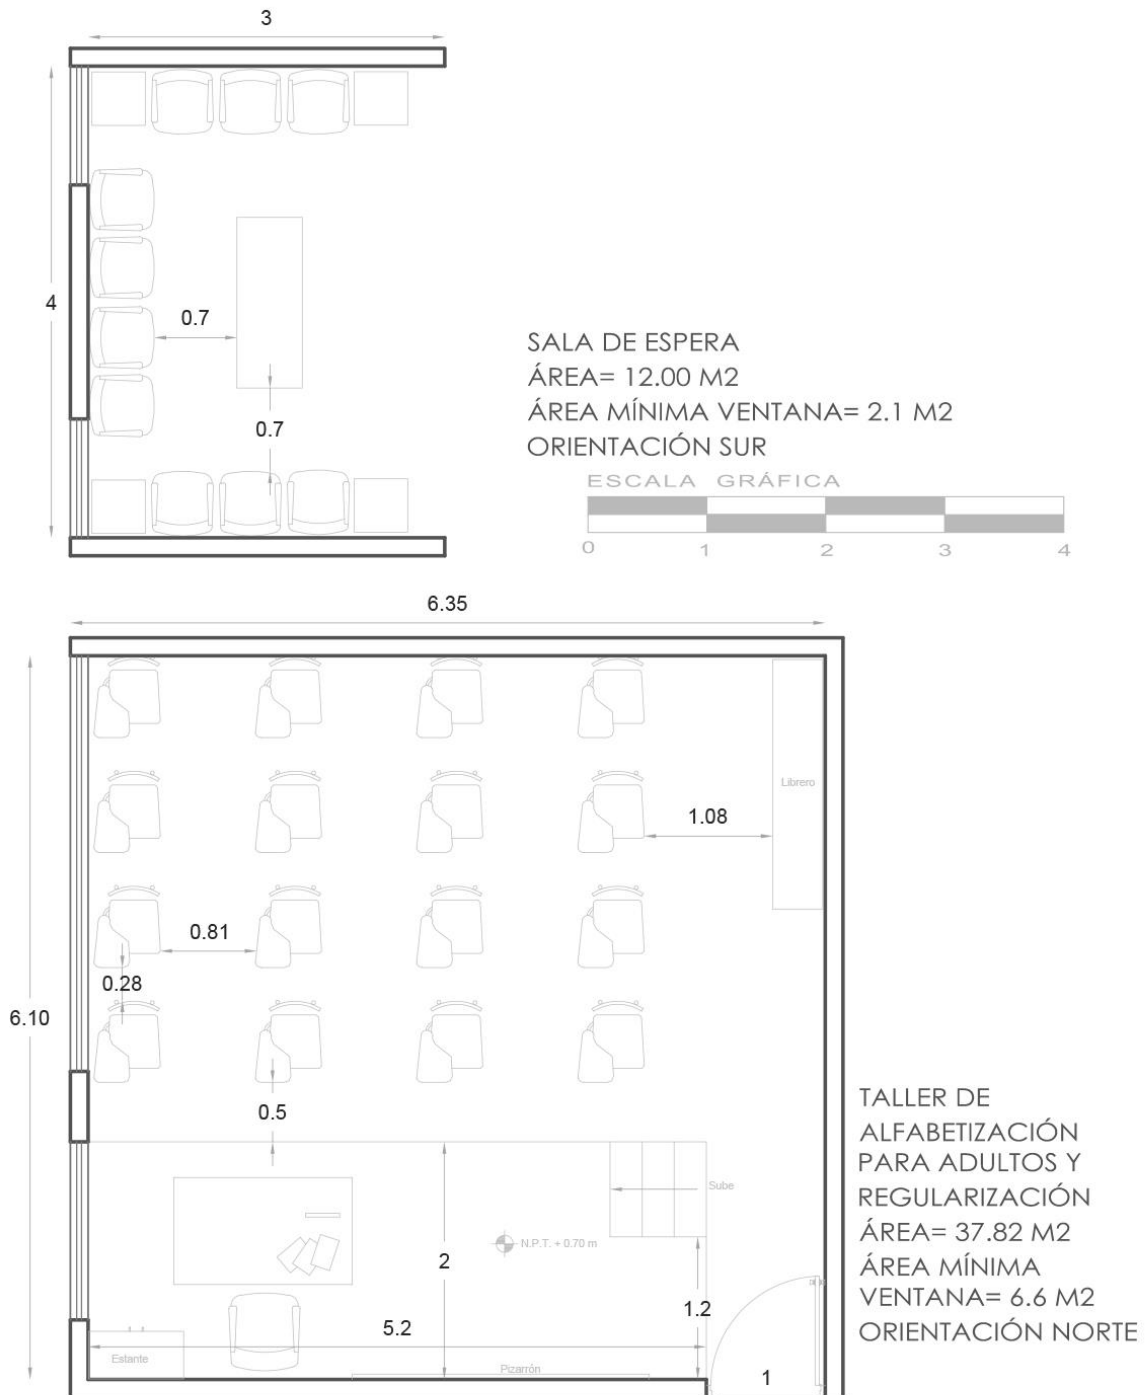 3
4
0.7
0.7
SALA DE ESPERA
ÁREA= 12.00 M2
ÁREA MÍNIMA VENTANA= 2.1 M2
ORIENTACIÓN SUR
ESCALA GRÁFICA
0 1 2 3 4
6.35
Librero
1.08
0.81
0.28
6.10
0.5
TALLER DE
ALFABETIZACIÓN
PARA ADULTOS Y
REGULARIZACIÓN
ÁREA= 37.82 M2
ÁREA MÍNIMA
VENTANA= 6.6 M2
ORIENTACIÓN NORTE
Sube
N.P.T. + 0.70 m
2
1.2
5.2
Estante
Pizarrón
1